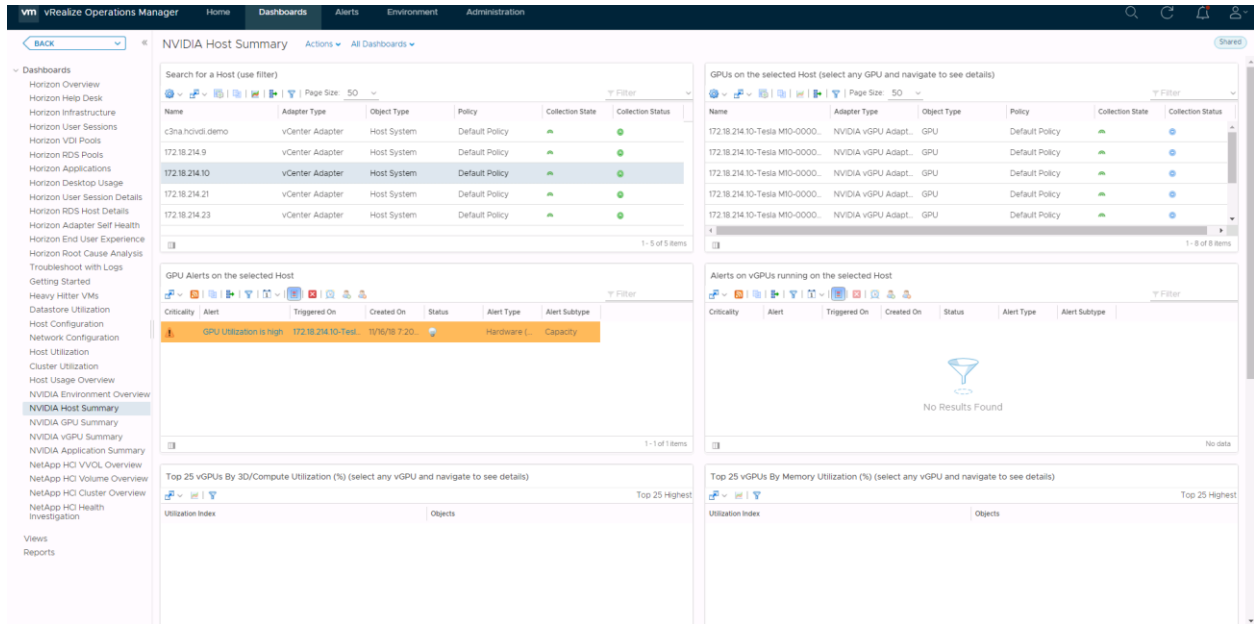 vm vRealize Operations Manager Home Dashboards Alerts Environment Administration
BACK
NVIDIA Host Summary Actions All Dashboards Shared
Dashboards
Horizon Overview
Horizon Help Desk
Horizon Infrastructure
Horizon User Sessions
Horizon VDI Pools
Horizon RDS Pools
Horizon Applications
Horizon Desktop Usage
Horizon User Session Details
Horizon RDS Host Details
Horizon Adapter Self Health
Horizon End User Experience
Horizon Root Cause Analysis
Troubleshoot with Logs
Getting Started
Heavy Hitter VMs
Datastore Utilization
Host Configuration
Network Configuration
Host Utilization
Cluster Utilization
Host Usage Overview
NVIDIA Environment Overview
NVIDIA Host Summary
NVIDIA GPU Summary
NVIDIA vGPU Summary
NVIDIA Application Summary
NetApp HCI VVOL Overview
NetApp HCI Volume Overview
NetApp HCI Cluster Overview
NetApp HCI Health
Investigation
Views
Reports
Search for a Host (use filter)
Page Size: 50 Filter
Name Adapter Type Object Type Policy Collection State Collection Status
c3na.hcivdi.demo vCenter Adapter Host System Default Policy
172.18.214.9 vCenter Adapter Host System Default Policy
172.18.214.10 vCenter Adapter Host System Default Policy
172.18.214.21 vCenter Adapter Host System Default Policy
172.18.214.23 vCenter Adapter Host System Default Policy
1 - 5 of 5 items
GPUs on the selected Host (select any GPU and navigate to see details)
Page Size: 50 Filter
Name Adapter Type Object Type Policy Collection State Collection Status
172.18.214.10-Tesla M10-0000... NVIDIA vGPU Adapt... GPU Default Policy
172.18.214.10-Tesla M10-0000... NVIDIA vGPU Adapt... GPU Default Policy
172.18.214.10-Tesla M10-0000... NVIDIA vGPU Adapt... GPU Default Policy
172.18.214.10-Tesla M10-0000... NVIDIA vGPU Adapt... GPU Default Policy
172.18.214.10-Tesla M10-0000... NVIDIA vGPU Adapt... GPU Default Policy
1 - 8 of 8 items
GPU Alerts on the selected Host
Filter
Criticality Alert Triggered On Created On Status Alert Type Alert Subtype
GPU Utilization is high 172.18.214.10-Tesl... 11/16/18 7:20... Hardware (... Capacity
1 - 1 of 1 items
Alerts on vGPUs running on the selected Host
Filter
Criticality Alert Triggered On Created On Status Alert Type Alert Subtype
No Results Found
No data
Top 25 vGPUs By 3D/Compute Utilization (%) (select any vGPU and navigate to see details)
Top 25 Highest
Utilization Index Objects
Top 25 vGPUs By Memory Utilization (%) (select any vGPU and navigate to see details)
Top 25 Highest
Utilization Index Objects